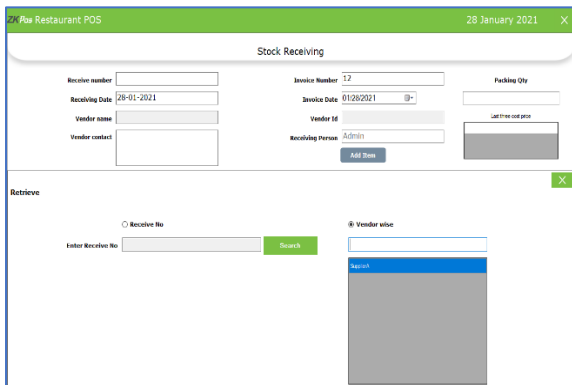 ZKPos Restaurant POS 28 January 2021 X
Stock Receiving
Receive number Invoice Number 12 Packing Qty
Receiving Date 28-01-2021 Invoice Date 01/28/2021
Vendor name Vendor Id Last three cost price
Vendor contact Receiving Person Admin
Add Item
X
Retrieve
Receive No Vendor wise
Enter Receive No Search